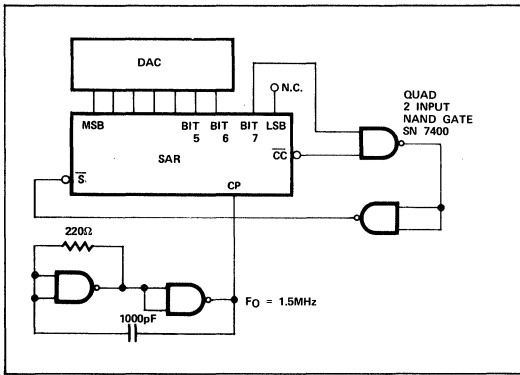 DAC
N.C.
MSB BIT BIT BIT LSB
5 6 7
SAR
S
CC
CP
QUAD
2 INPUT
NAND GATE
SN 7400
220Ω
1000pF
FO = 1.5MHz